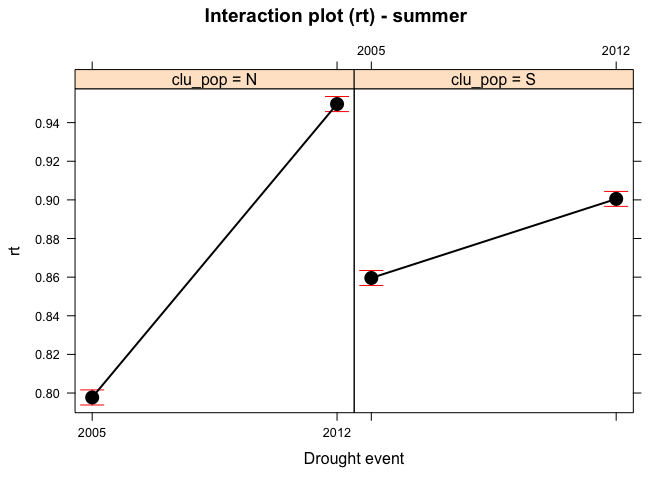 Interaction plot (rt) - summer
2005 2012
clu_pop = N clu_pop = S
0.94
0.92
0.90
0.88
0.86
0.84
0.82
0.80
rt
2005 2012
Drought event